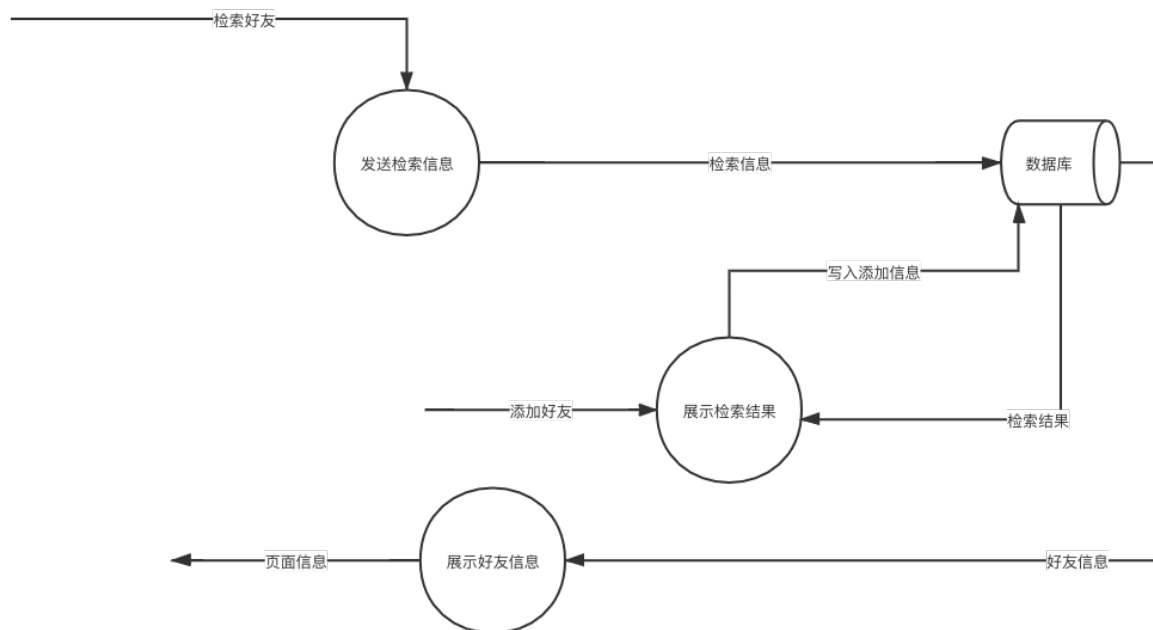 检索好友
发送检索信息
检索信息
数据库
写入添加信息
添加好友
展示检索结果
检索结果
页面信息
展示好友信息
好友信息